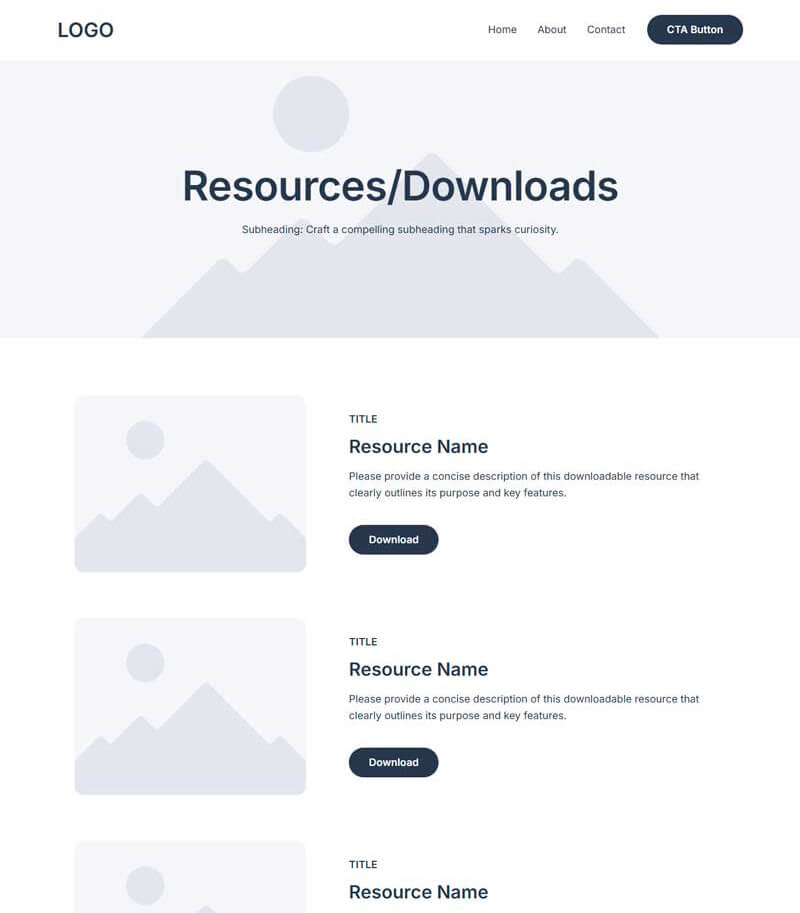 LOGO
Home About Contact CTA Button
Resources/Downloads
Subheading: Craft a compelling subheading that sparks curiosity.
TITLE
Resource Name
Please provide a concise description of this downloadable resource that
clearly outlines its purpose and key features.
Download
TITLE
Resource Name
Please provide a concise description of this downloadable resource that
clearly outlines its purpose and key features.
Download
TITLE
Resource Name